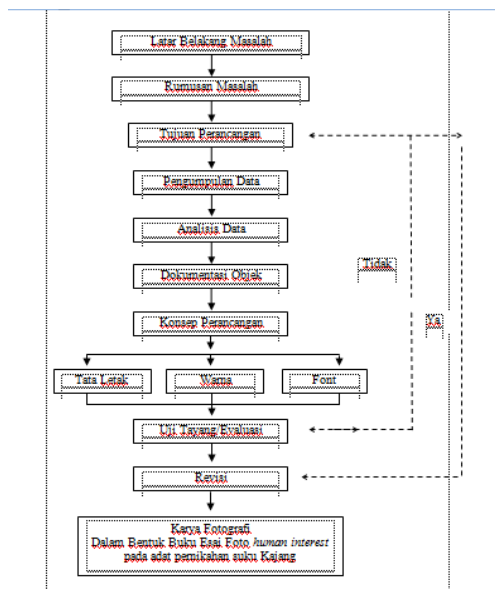 Latar Belakang Masalah
Rumusan Masalah
Tujuan Perancangan
Pengumpulan Data
Analisis Data
Dokumentasi Objek
Tidak
Konsep Perancangan
Ya
Tata Letak
Warna
Font
Uji Tayang/Evaluasi
Revisi
Karya Fotografi
Dalam Bentuk Buku Esai Foto human interest
pada adat pernikahan suku Kajang